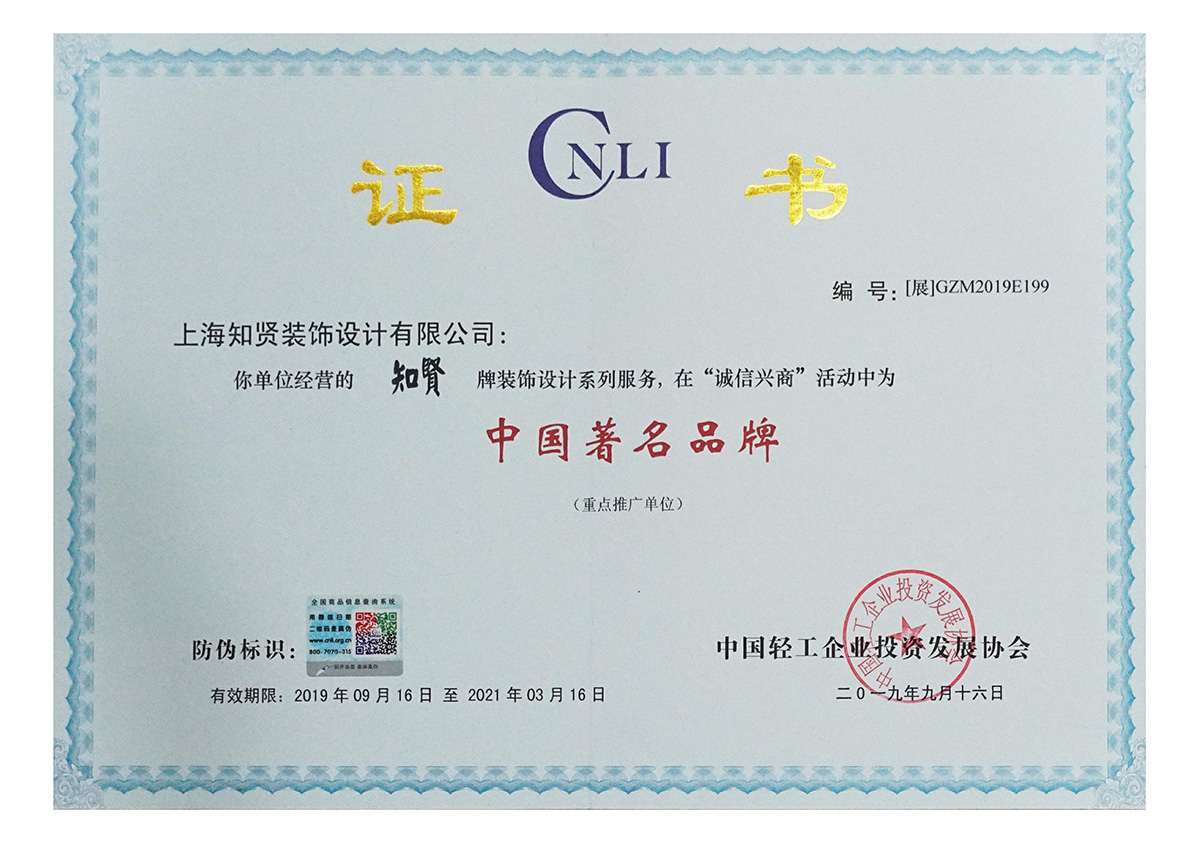 CNLI
证 书
编 号: [展]GZM2019E199
上海知贤装饰设计有限公司:
你单位经营的 知賢 牌装饰设计系列服务, 在“诚信兴商”活动中为
中国著名品牌
(重点推广单位)
防伪标识:
全国商品信息查询系统
用微信扫描
二维码查真伪
www.cnli.org.cn
800-7070-315
中国轻工企业投资发展协会
中国轻工企业投资发展协会
有效期限: 2019 年 09 月 16 日 至 2021 年 03 月 16 日
二0一九年九月十六日